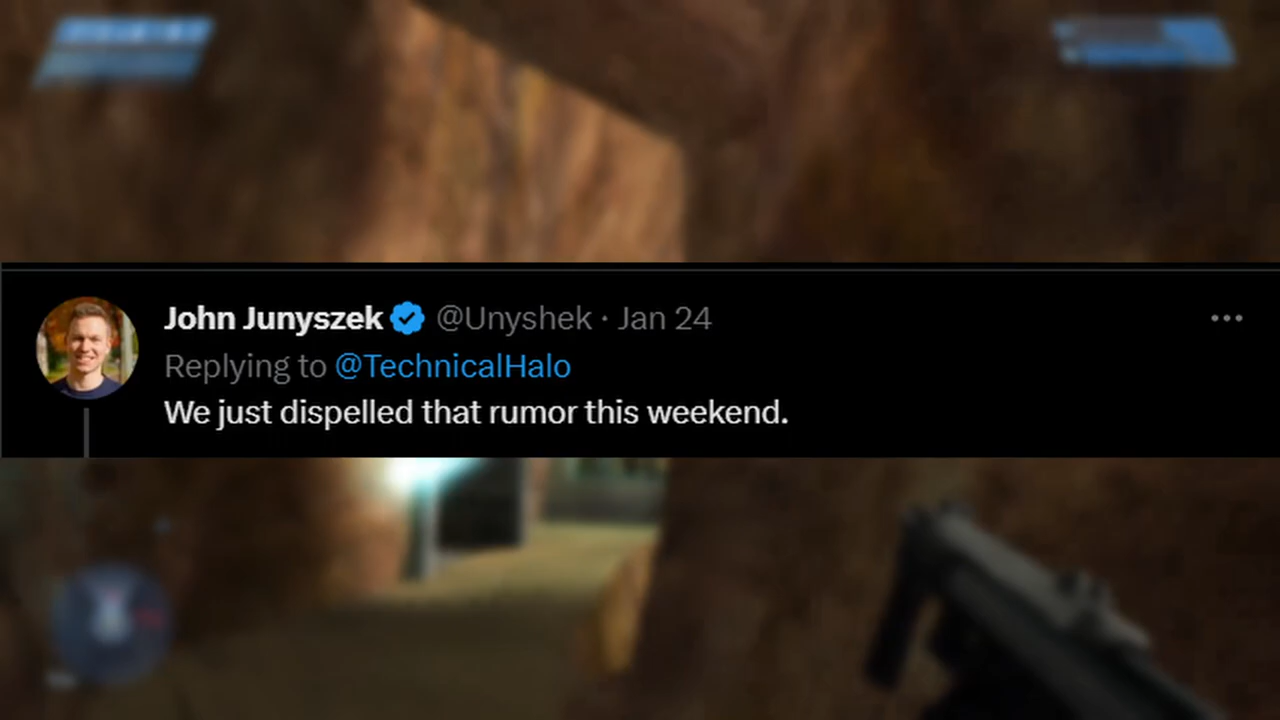 John Junyszek @Unyshek · Jan 24
Replying to @TechnicalHalo
We just dispelled that rumor this weekend.